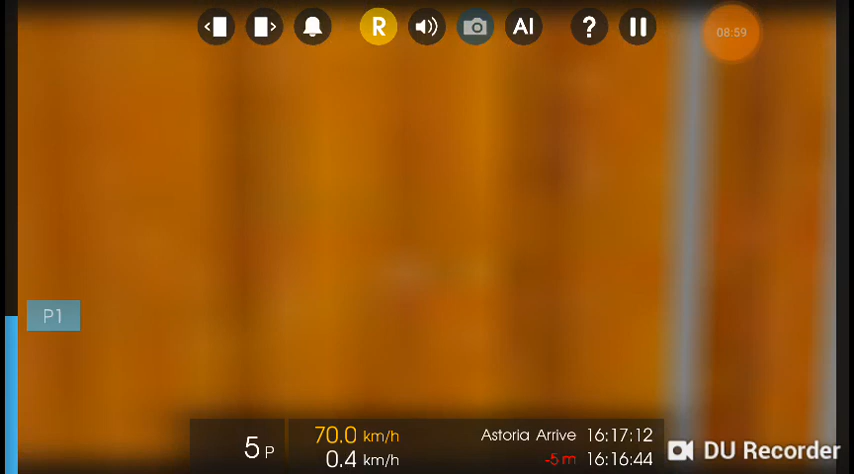 R
AI
?
08:59
P1
5 P
70.0 km/h
0.4 km/h
Astoria Arrive 16:17:12
-5 m 16:16:44
DU Recorder